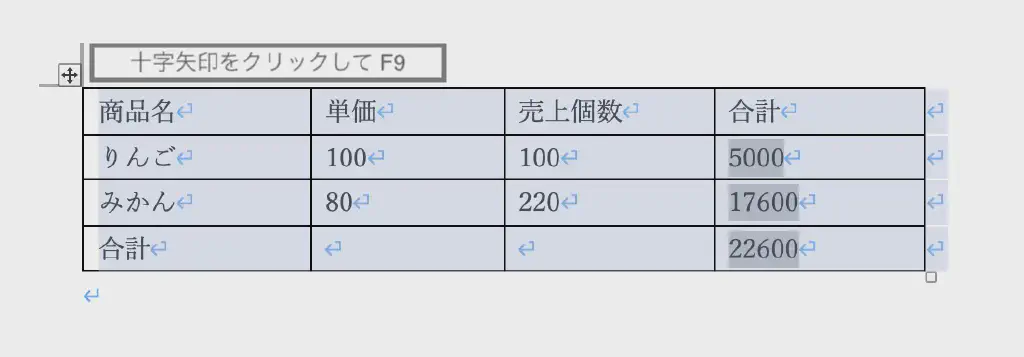 十字矢印をクリックして F9
商品名 単価 売上個数 合計
りんご 100 100 5000
みかん 80 220 17600
合計 22600